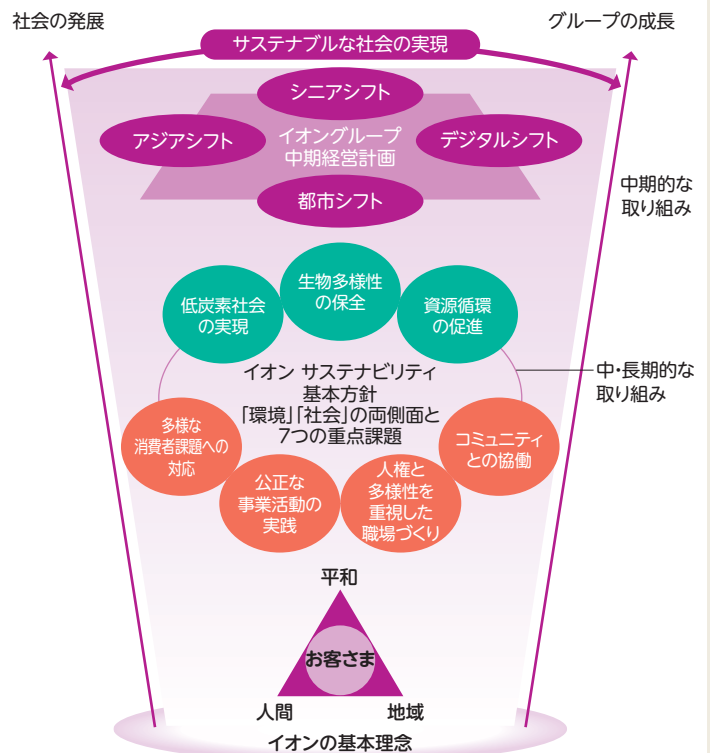 社会の発展
グループの成長
サステナブルな社会の実現
シニアシフト
アジアシフト
イオングループ
中期経営計画
デジタルシフト
都市シフト
中期的な
取り組み
生物多様性
の保全
低炭素社会
の実現
資源循環
の促進
イオン サステナビリティ
基本方針
「環境」「社会」の両側面と
7つの重点課題
中・長期的な
取り組み
多様な
消費者課題への
対応
コミュニティ
との協働
公正な
事業活動の
実践
人権と
多様性を
重視した
職場づくり
平和
お客さま
人間
地域
イオンの基本理念